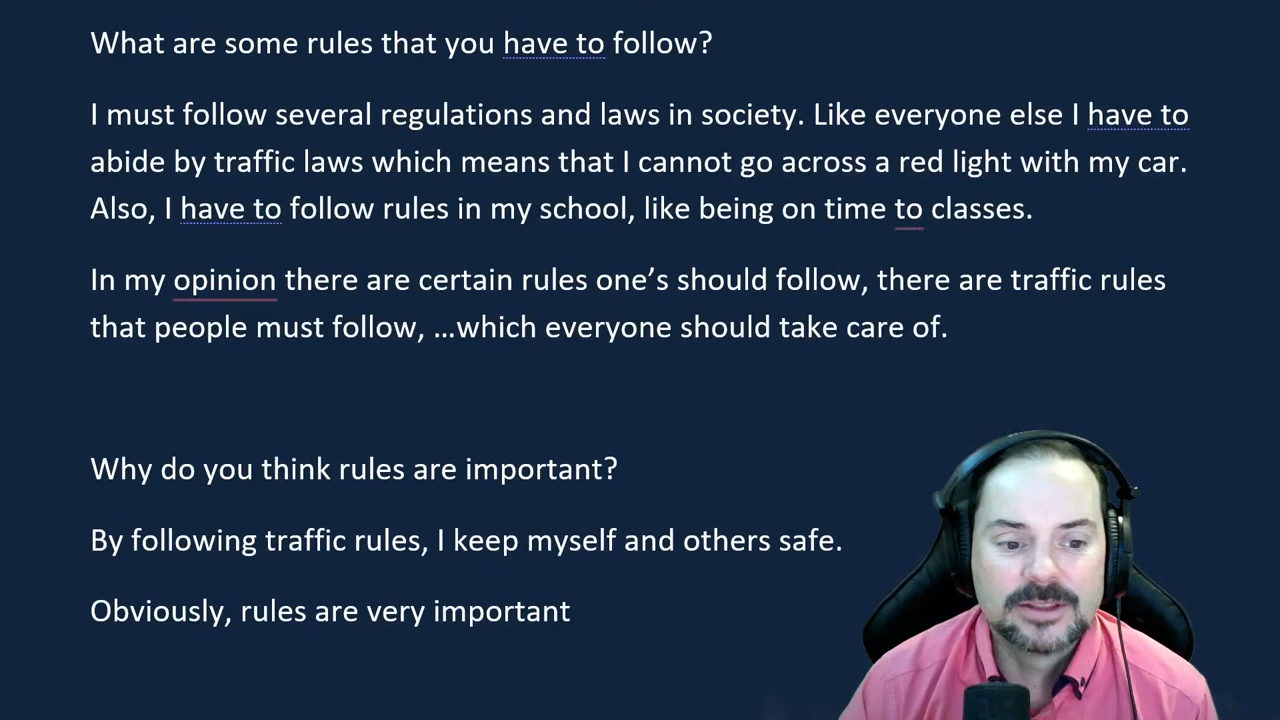 What are some rules that you have to follow?
I must follow several regulations and laws in society. Like everyone else I have to
abide by traffic laws which means that I cannot go across a red light with my car.
Also, I have to follow rules in my school, like being on time to classes.
In my opinion there are certain rules one’s should follow, there are traffic rules
that people must follow, …which everyone should take care of.
Why do you think rules are important?
By following traffic rules, I keep myself and others safe.
Obviously, rules are very important